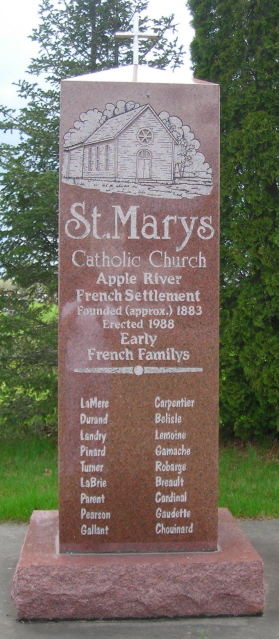 St. Marys
Catholic Church
Apple River
French Settlement
Founded (approx.) 1883
Erected 1988
Early
French Familys
LaMere Carpentier
Durand Belisle
Landry Lemoine
Pinard Gamache
Turner Robarge
LaBrie Breault
Parent Cardinal
Pearson Gaudette
Gallant Chouinard